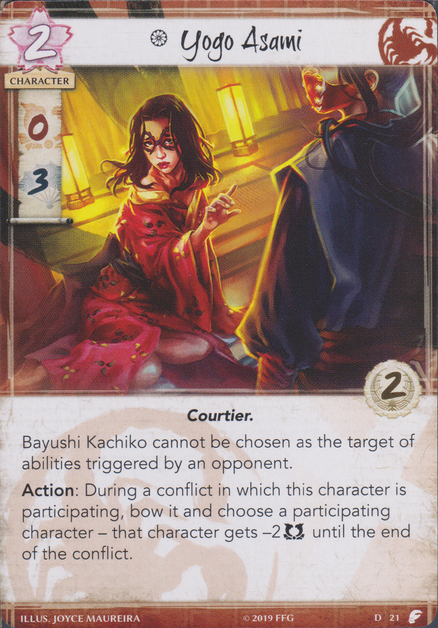 2
Yogo Asami
CHARACTER
0
3
2
Courtier.
Bayushi Kachiko cannot be chosen as the target of
abilities triggered by an opponent.
Action: During a conflict in which this character is
participating, bow it and choose a participating
character – that character gets –2 until the end
of the conflict.
ILLUS. JOYCE MAUREIRA © 2019 FFG D 21